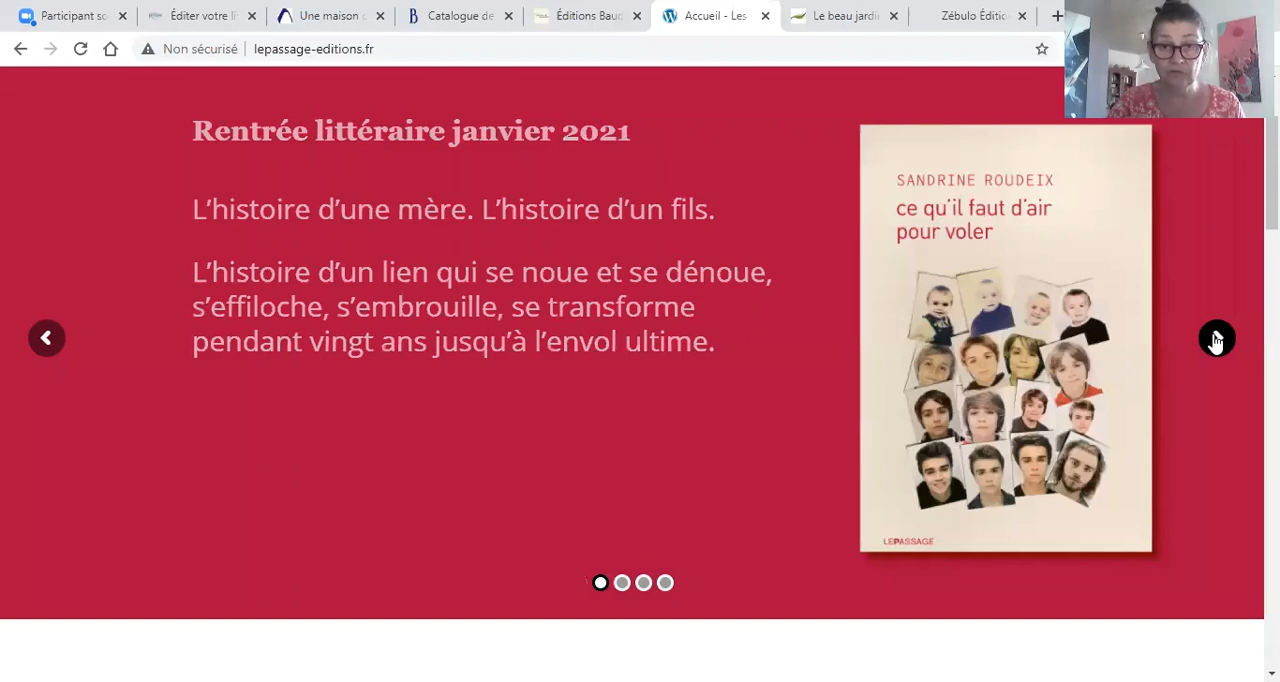 Participant so
Éditer votre li
Une maison d
Catalogue de
Éditions Baud
Accueil - Les
Le beau jardi
Zébulo Éditio
Non sécurisé
lepassage-editions.fr
Rentrée littéraire janvier 2021
L’histoire d’une mère. L’histoire d’un fils.
L’histoire d’un lien qui se noue et se dénoue,
s’effiloche, s’embrouille, se transforme
pendant vingt ans jusqu’à l’envol ultime.
SANDRINE ROUDEIX
ce qu'il faut d'air
pour voler
LEPASSAGE